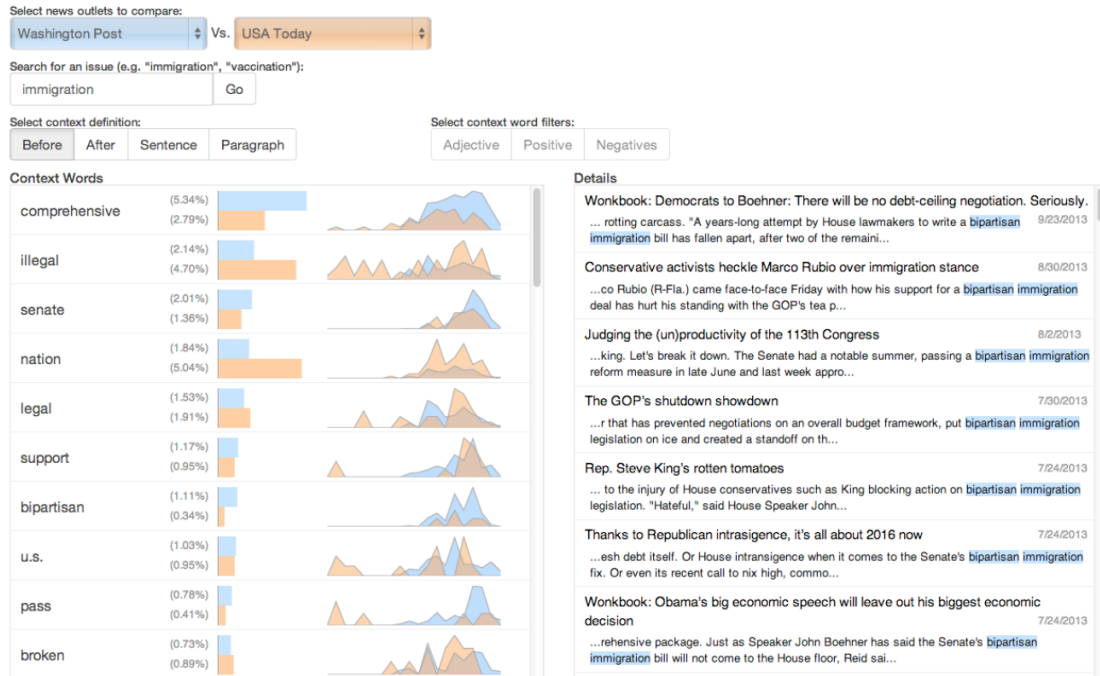 Select news outlets to compare:
Washington Post Vs. USA Today
Search for an issue (e.g. "immigration", "vaccination"):
immigration Go
Select context definition:
Before After Sentence Paragraph
Select context word filters:
Adjective Positive Negatives
Context Words
comprehensive (5.34%)
(2.79%)
illegal (2.14%)
(4.70%)
senate (2.01%)
(1.36%)
nation (1.84%)
(5.04%)
legal (1.53%)
(1.91%)
support (1.17%)
(0.95%)
bipartisan (1.11%)
(0.34%)
u.s. (1.03%)
(0.95%)
pass (0.78%)
(0.41%)
broken (0.73%)
(0.89%)
Details
Wonkbook: Democrats to Boehner: There will be no debt-ceiling negotiation. Seriously.
... rotting carcass. "A years-long attempt by House lawmakers to write a bipartisan 9/23/2013
immigration bill has fallen apart, after two of the remaini...
Conservative activists heckle Marco Rubio over immigration stance 8/30/2013
...co Rubio (R-Fla.) came face-to-face Friday with how his support for a bipartisan immigration
deal has hurt his standing with the GOP's tea p...
Judging the (un)productivity of the 113th Congress 8/2/2013
...king. Let's break it down. The Senate had a notable summer, passing a bipartisan immigration
reform measure in late June and last week appro...
The GOP's shutdown showdown 7/30/2013
...r that has prevented negotiations on an overall budget framework, put bipartisan immigration
legislation on ice and created a standoff on th...
Rep. Steve King's rotten tomatoes 7/24/2013
... to the injury of House conservatives such as King blocking action on bipartisan immigration
legislation. "Hateful," said House Speaker John...
Thanks to Republican intrasigence, it's all about 2016 now 7/24/2013
...esh debt itself. Or House intransigence when it comes to the Senate's bipartisan immigration
fix. Or even its recent call to nix high, commo...
Wonkbook: Obama's big economic speech will leave out his biggest economic
decision 7/24/2013
...rehensive package. Just as Speaker John Boehner has said the Senate's bipartisan
immigration bill will not come to the House floor, Reid sai...